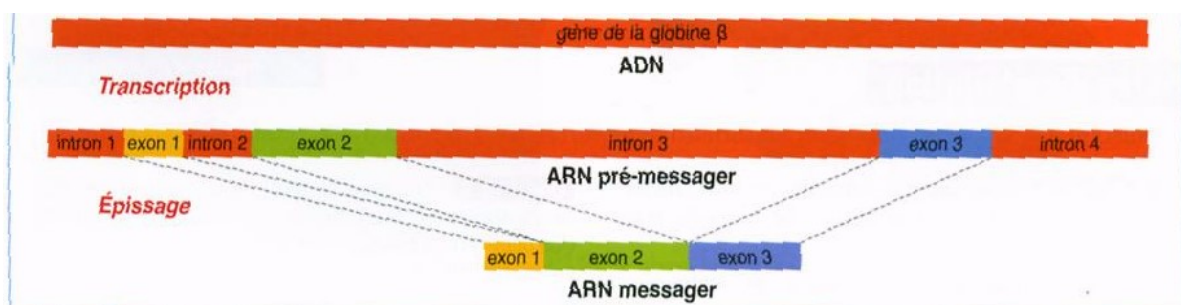 gène de la globine β
ADN
Transcription
intron 1 exon 1 intron 2 exon 2 intron 3 exon 3 intron 4
ARN pré-messager
Épissage
exon 1 exon 2 exon 3
ARN messager